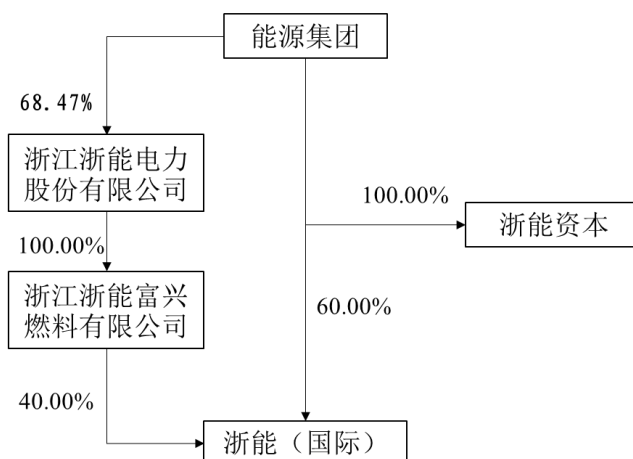 能源集团
68.47%
浙江浙能电力
股份有限公司
100.00%
浙能资本
100.00%
浙江浙能富兴
燃料有限公司
60.00%
40.00%
浙能（国际）